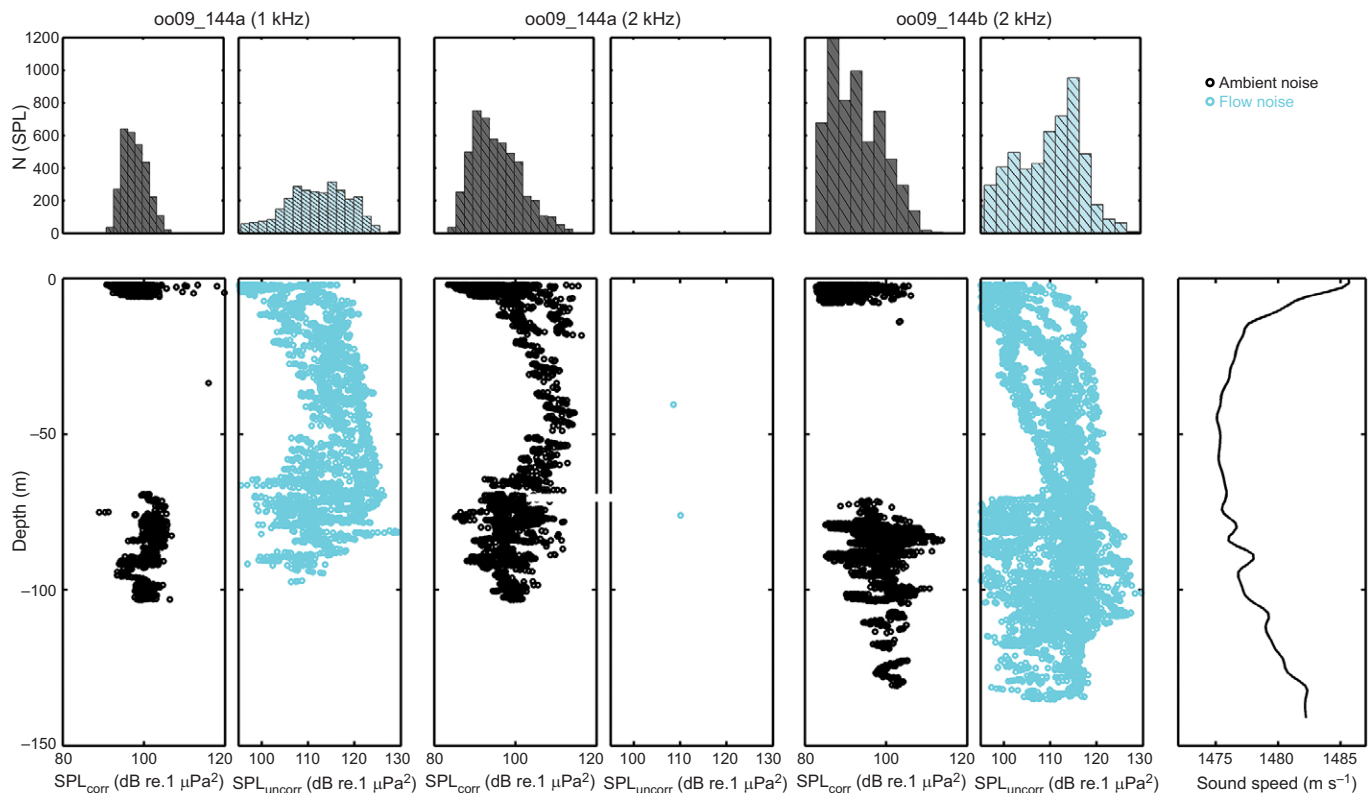 oo09_144a (1 kHz)
oo09_144a (2 kHz)
oo09_144b (2 kHz)
1200
1000
800
600
400
200
0
N (SPL)
Ambient noise
Flow noise
0
−50
−100
−150
Depth (m)
80 100 120
100 110 120 130
80 100 120
100 110 120 130
80 100 120
100 110 120 130
1475 1480 1485
SPLcorr (dB re.1 μPa²)
SPLuncorr (dB re.1 μPa²)
SPLcorr (dB re.1 μPa²)
SPLuncorr (dB re.1 μPa²)
SPLcorr (dB re.1 μPa²)
SPLuncorr (dB re.1 μPa²)
Sound speed (m s⁻¹)